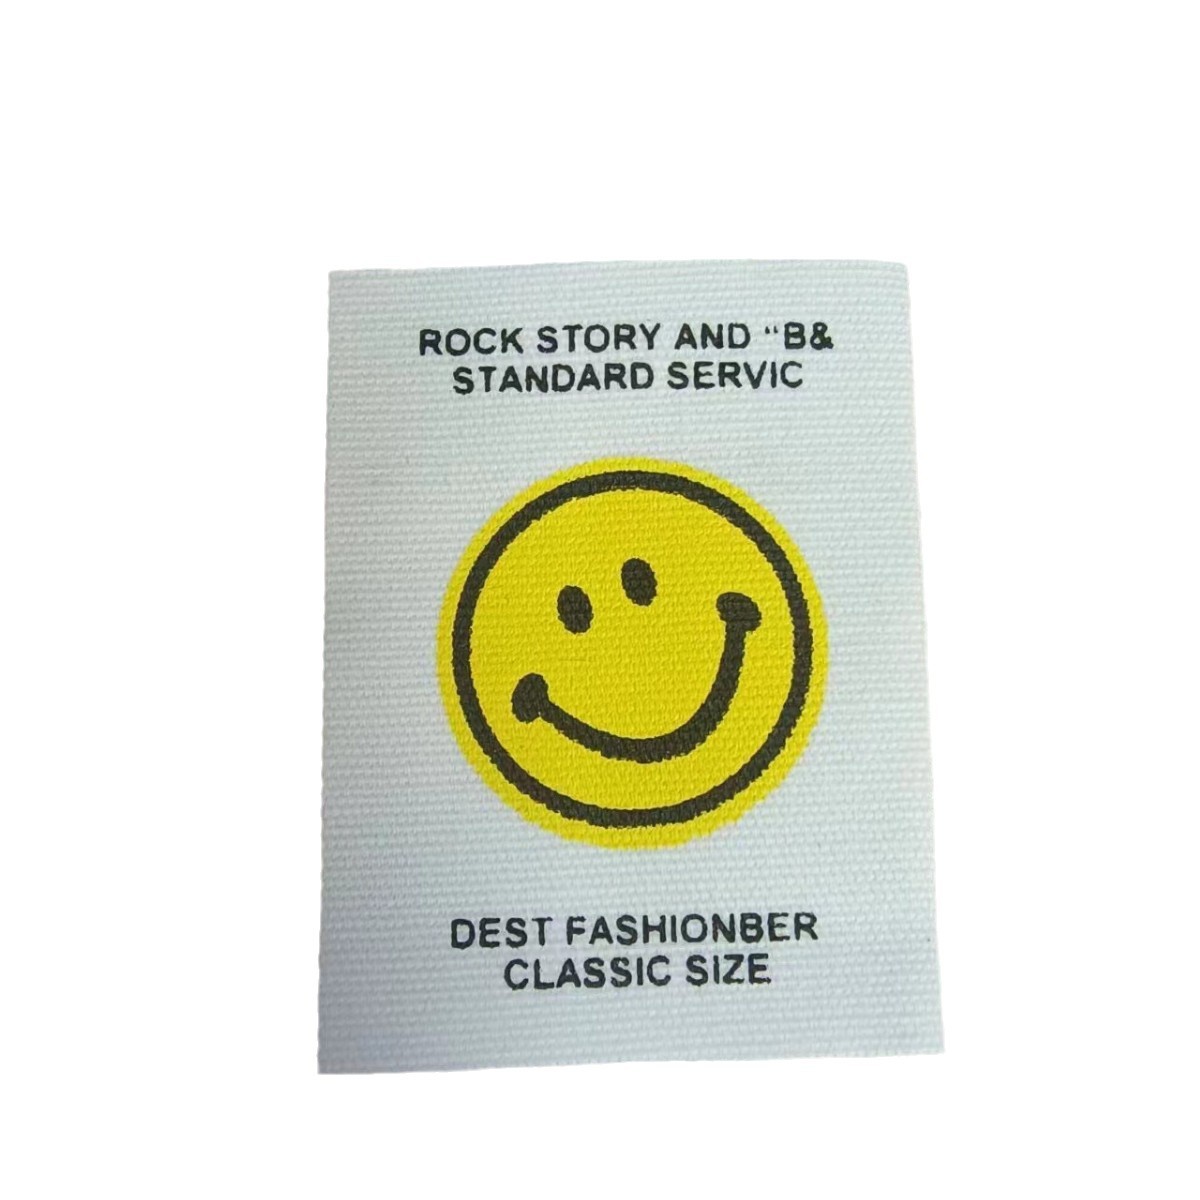 ROCK STORY AND “B&
STANDARD SERVIC
DEST FASHIONBER
CLASSIC SIZE